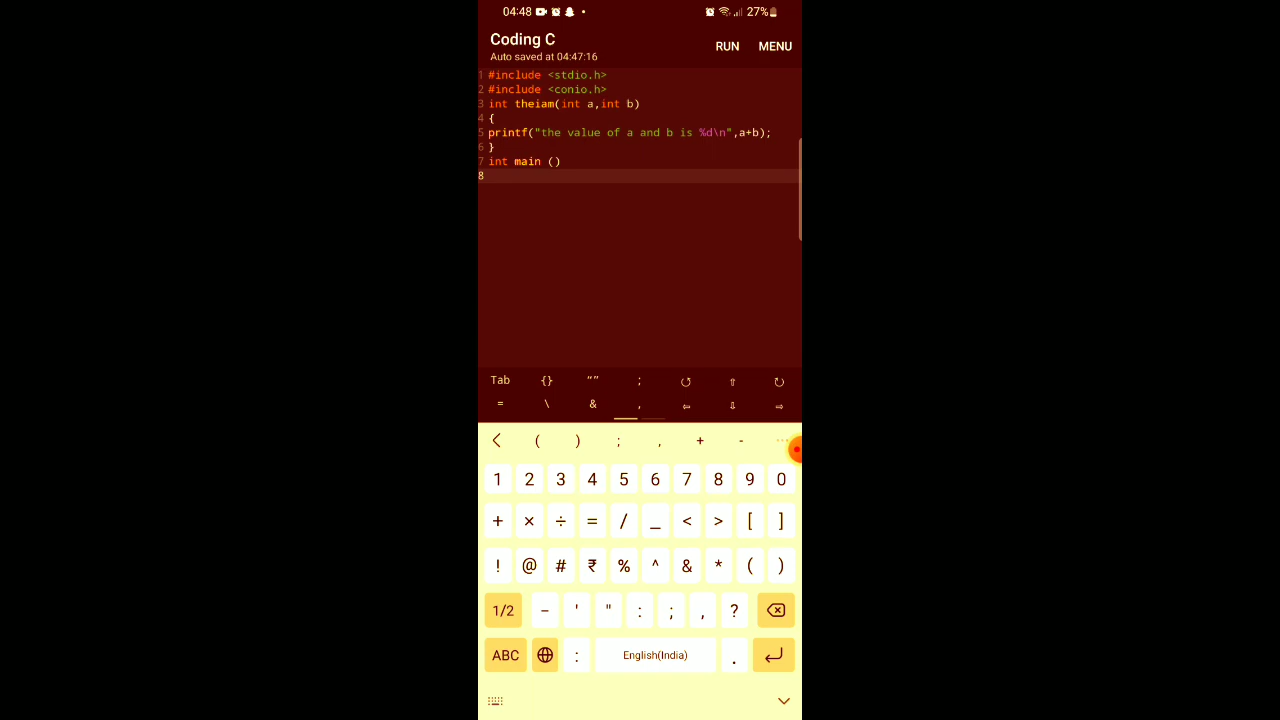 04:48 27%
Coding C
Auto saved at 04:47:16
RUN MENU
1 #include <stdio.h>
2 #include <conio.h>
3 int theiam(int a,int b)
4 {
5 printf("the value of a and b is %d\n",a+b);
6 }
7 int main ()
8
Tab {} “” ; ↺ ⇧ ↻
= \ & , ⇦ ⇩ ⇨
( ) ; , + - ...
1 2 3 4 5 6 7 8 9 0
+ × ÷ = / _ < > [ ]
! @ # ₹ % ^ & * ( )
1/2 - ' " : ; , ?
ABC : English(India) .